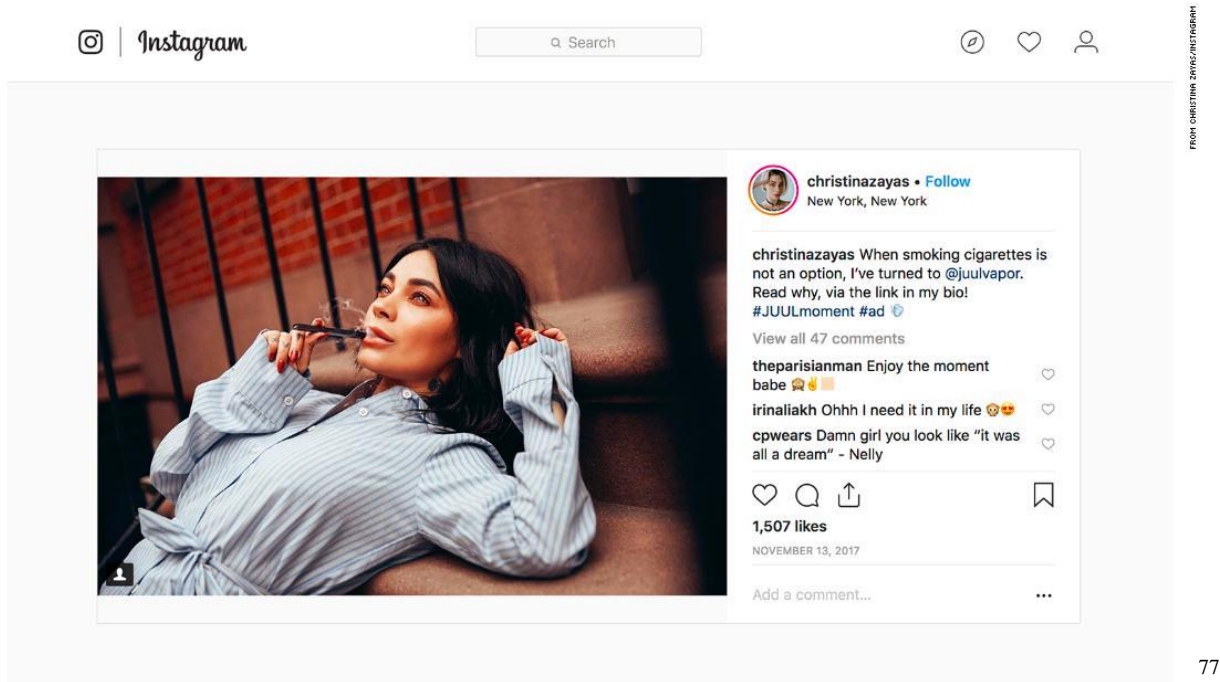 Instagram
Search
FROM CHRISTINA ZAYAS/INSTAGRAM
christinazayas • Follow
New York, New York
christinazayas When smoking cigarettes is
not an option, I've turned to @juulvapor.
Read why, via the link in my bio!
#JUULmoment #ad 💨
View all 47 comments
theparisianman Enjoy the moment
babe 🙈✌🏼
irinaliakh Ohhh I need it in my life 🙊😍
cpwears Damn girl you look like "it was
all a dream" - Nelly
1,507 likes
NOVEMBER 13, 2017
Add a comment...
77